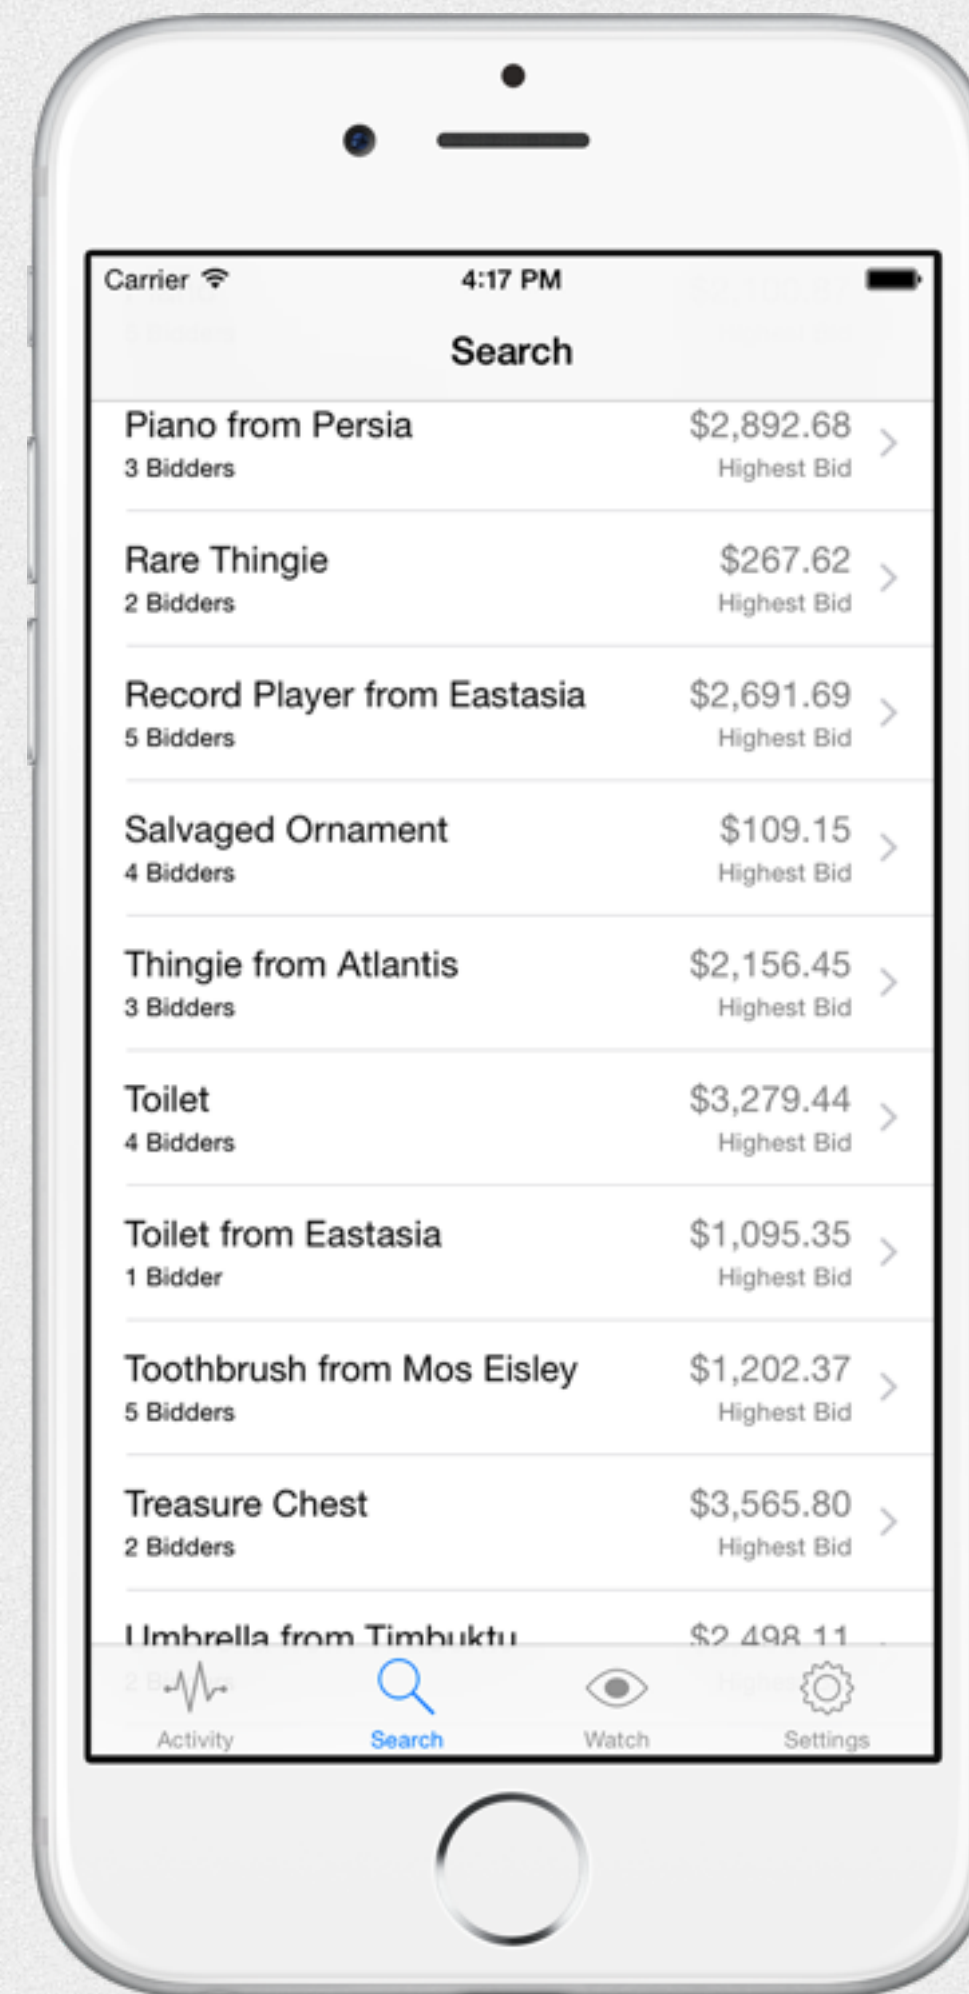 Carrier 4:17 PM
Search
Piano from Persia $2,892.68
3 Bidders Highest Bid
Rare Thingie $267.62
2 Bidders Highest Bid
Record Player from Eastasia $2,691.69
5 Bidders Highest Bid
Salvaged Ornament $109.15
4 Bidders Highest Bid
Thingie from Atlantis $2,156.45
3 Bidders Highest Bid
Toilet $3,279.44
4 Bidders Highest Bid
Toilet from Eastasia $1,095.35
1 Bidder Highest Bid
Toothbrush from Mos Eisley $1,202.37
5 Bidders Highest Bid
Treasure Chest $3,565.80
2 Bidders Highest Bid
Umbrella from Timbuktu $2,498.11
Activity Search Watch Settings